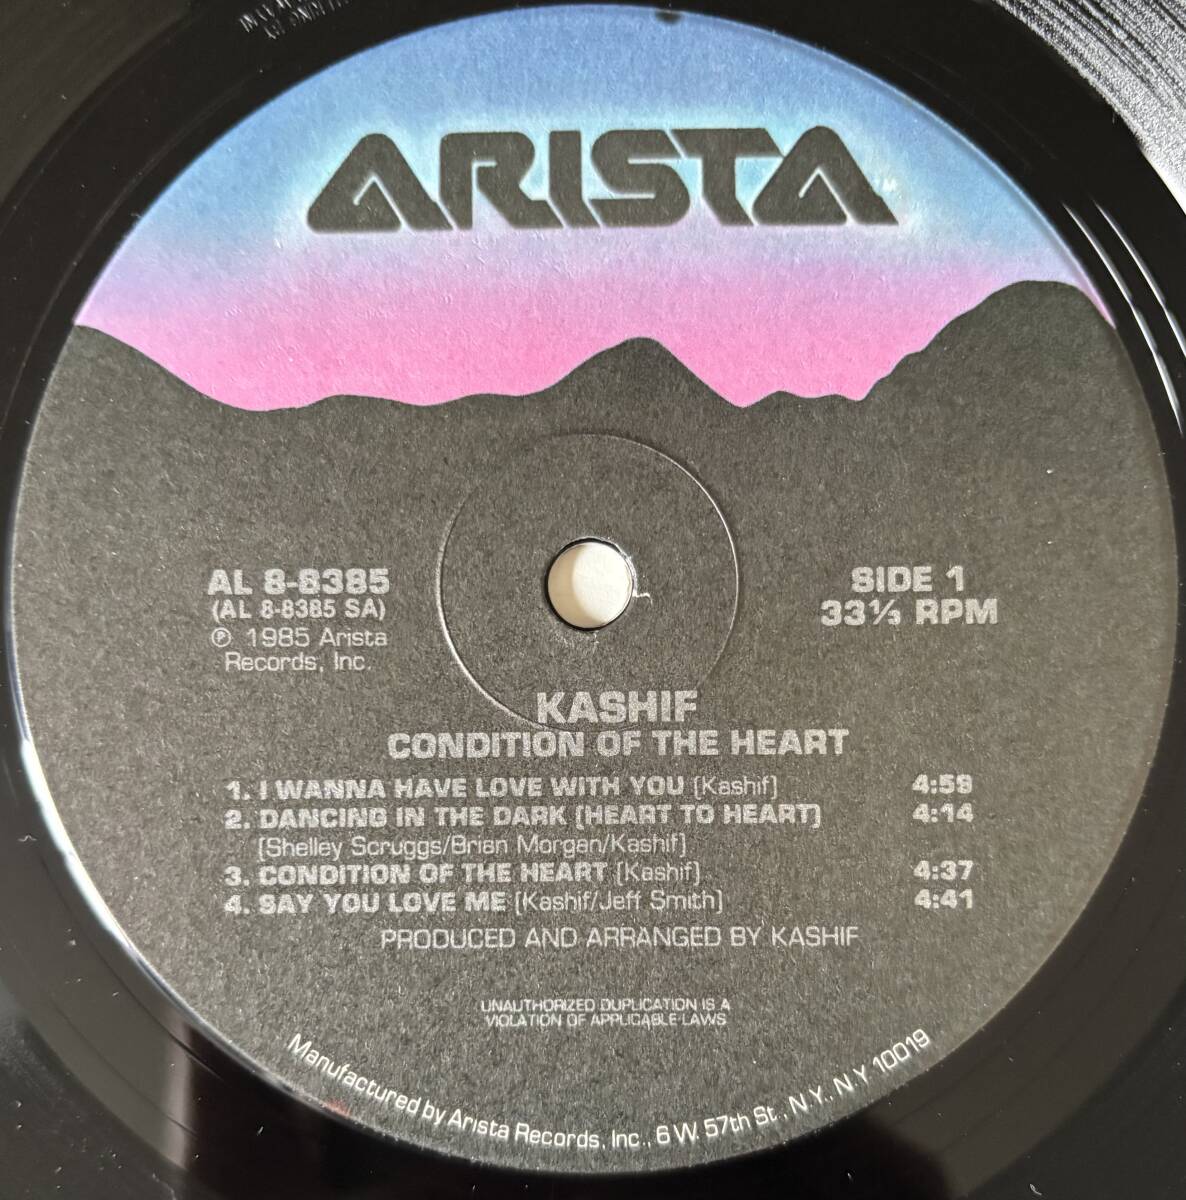 ARISTA
AL 8-8385
(AL 8-8385 SA)
℗ 1985 Arista
Records, Inc.
SIDE 1
33⅓ RPM
KASHIF
CONDITION OF THE HEART
1. I WANNA HAVE LOVE WITH YOU (Kashif) 4:59
2. DANCING IN THE DARK (HEART TO HEART) 4:14
(Shelley Scruggs/Brian Morgan/Kashif)
3. CONDITION OF THE HEART (Kashif) 4:37
4. SAY YOU LOVE ME (Kashif/Jeff Smith) 4:41
PRODUCED AND ARRANGED BY KASHIF
UNAUTHORIZED DUPLICATION IS A
VIOLATION OF APPLICABLE LAWS
Manufactured by Arista Records, Inc., 6 W. 57th St., N.Y., N.Y. 10019